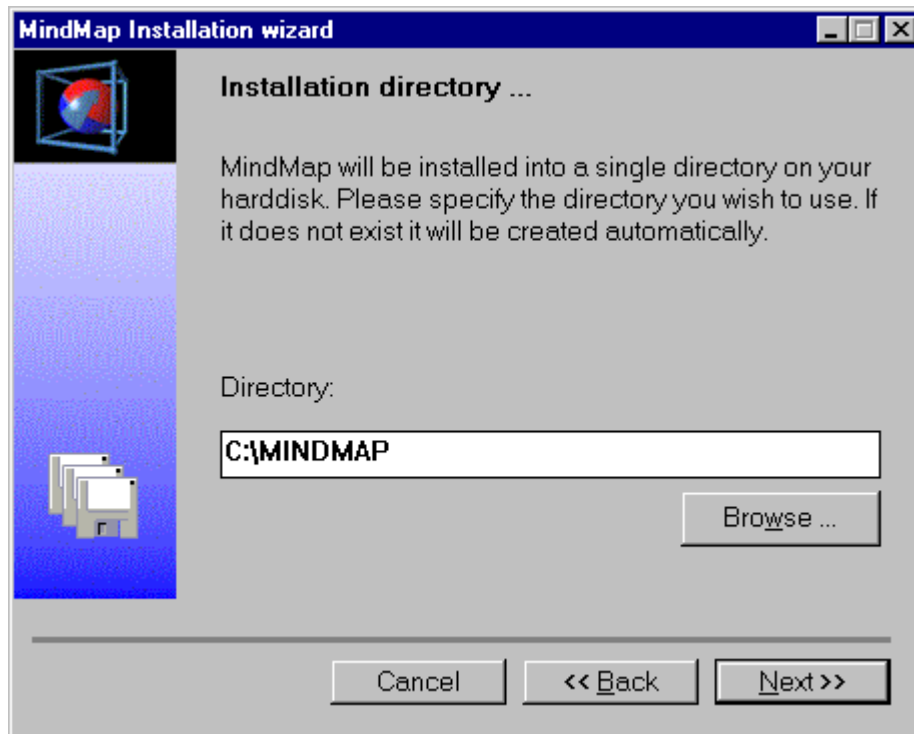 MindMap Installation wizard
Installation directory ...
MindMap will be installed into a single directory on your
harddisk. Please specify the directory you wish to use. If
it does not exist it will be created automatically.
Directory:
C:\MINDMAP
Browse ...
Cancel
<< Back
Next >>